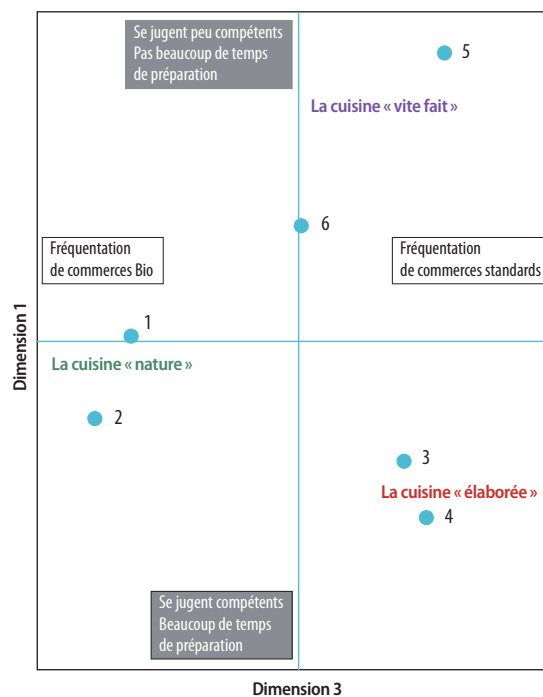 Se jugent peu compétents
Pas beaucoup de temps
de préparation
5
La cuisine « vite fait »
6
Fréquentation
de commerces Bio
Fréquentation
de commerces standards
Dimension 1
1
La cuisine « nature »
2
3
La cuisine « élaborée »
4
Se jugent compétents
Beaucoup de temps
de préparation
Dimension 3